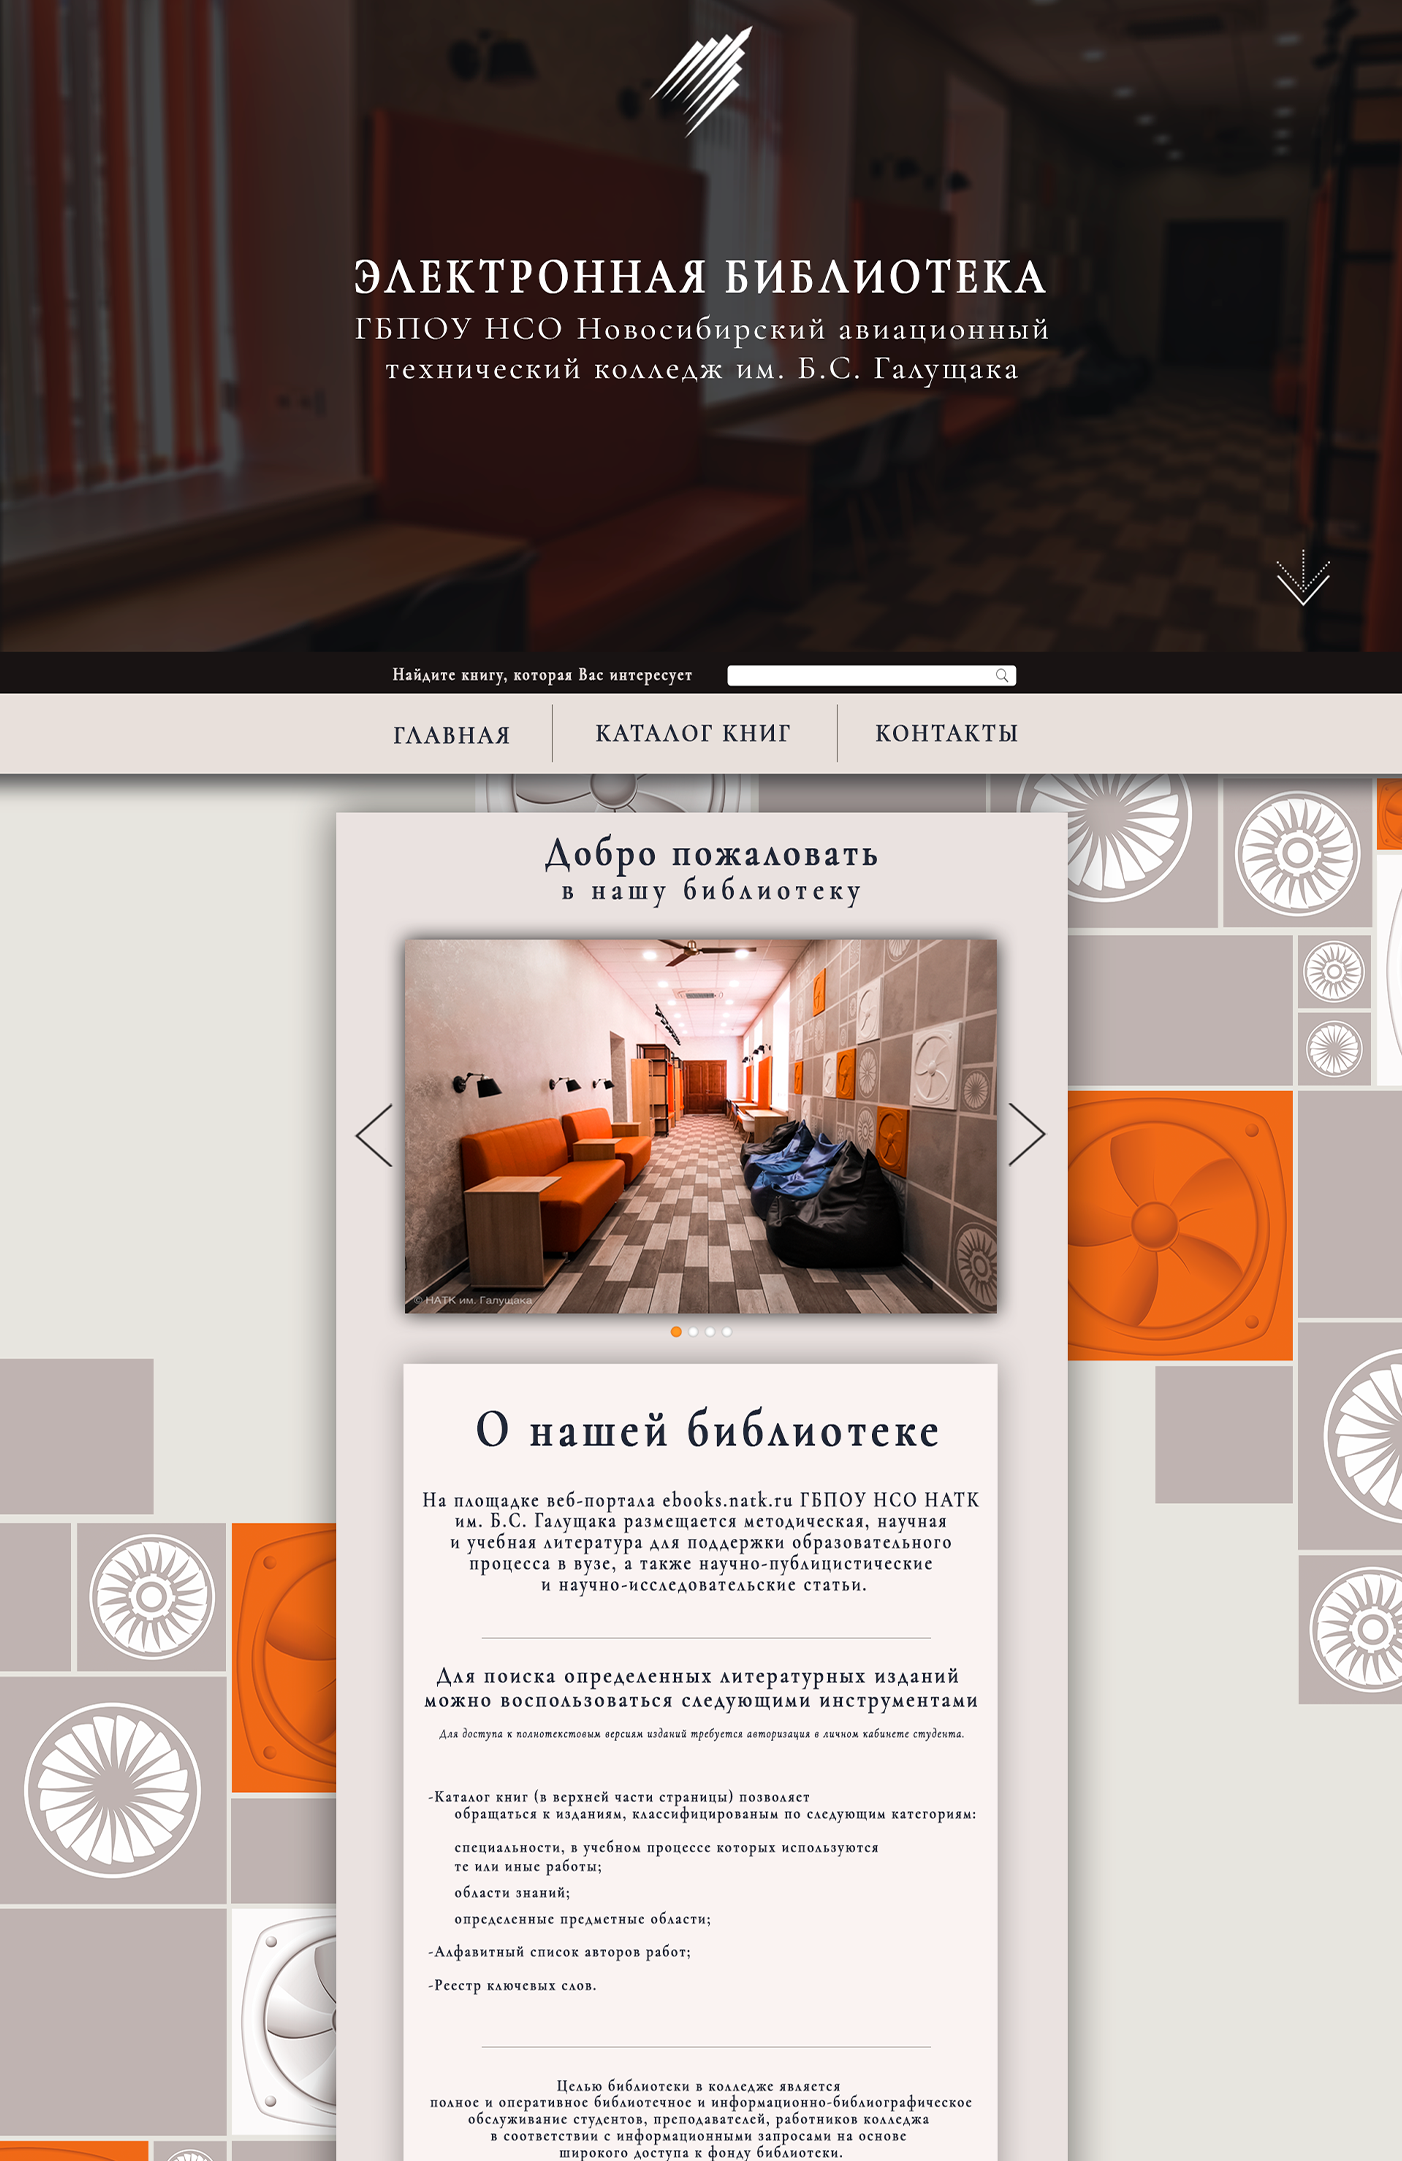 ЭЛЕКТРОННАЯ БИБЛИОТЕКА
ГБПОУ НСО Новосибирский авиационный
технический колледж им. Б.С. Галущака
Найдите книгу, которая Вас интересует
ГЛАВНАЯ
КАТАЛОГ КНИГ
КОНТАКТЫ
Добро пожаловать
в нашу библиотеку
© НАТК им. Галущака
О нашей библиотеке
На площадке веб-портала ebooks.natk.ru ГБПОУ НСО НАТК
им. Б.С. Галущака размещается методическая, научная
и учебная литература для поддержки образовательного
процесса в вузе, а также научно-публицистические
и научно-исследовательские статьи.
Для поиска определенных литературных изданий
можно воспользоваться следующими инструментами
Для доступа к полнотекстовым версиям изданий требуется авторизация в личном кабинете студента.
-Каталог книг (в верхней части страницы) позволяет
обращаться к изданиям, классифицированым по следующим категориям:
специальности, в учебном процессе которых используются
те или иные работы;
области знаний;
определенные предметные области;
-Алфавитный список авторов работ;
-Реестр ключевых слов.
Целью библиотеки в колледже является
полное и оперативное библиотечное и информационно-библиографическое
обслуживание студентов, преподавателей, работников колледжа
в соответствии с информационными запросами на основе
широкого доступа к фонду библиотеки.